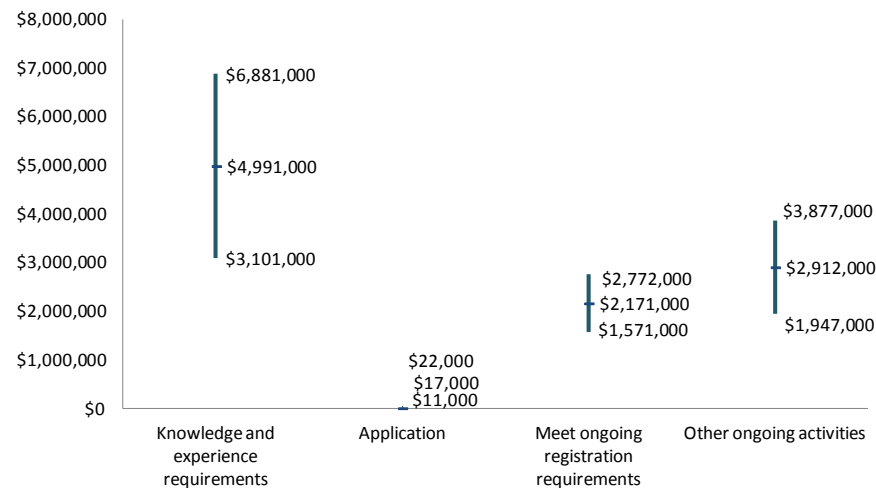 $8,000,000
$7,000,000
$6,000,000
$5,000,000
$4,000,000
$3,000,000
$2,000,000
$1,000,000
$0
$6,881,000
$4,991,000
$3,101,000
$22,000
$17,000
$11,000
$2,772,000
$2,171,000
$1,571,000
$3,877,000
$2,912,000
$1,947,000
Knowledge and
experience
requirements
Application
Meet ongoing
registration
requirements
Other ongoing activities